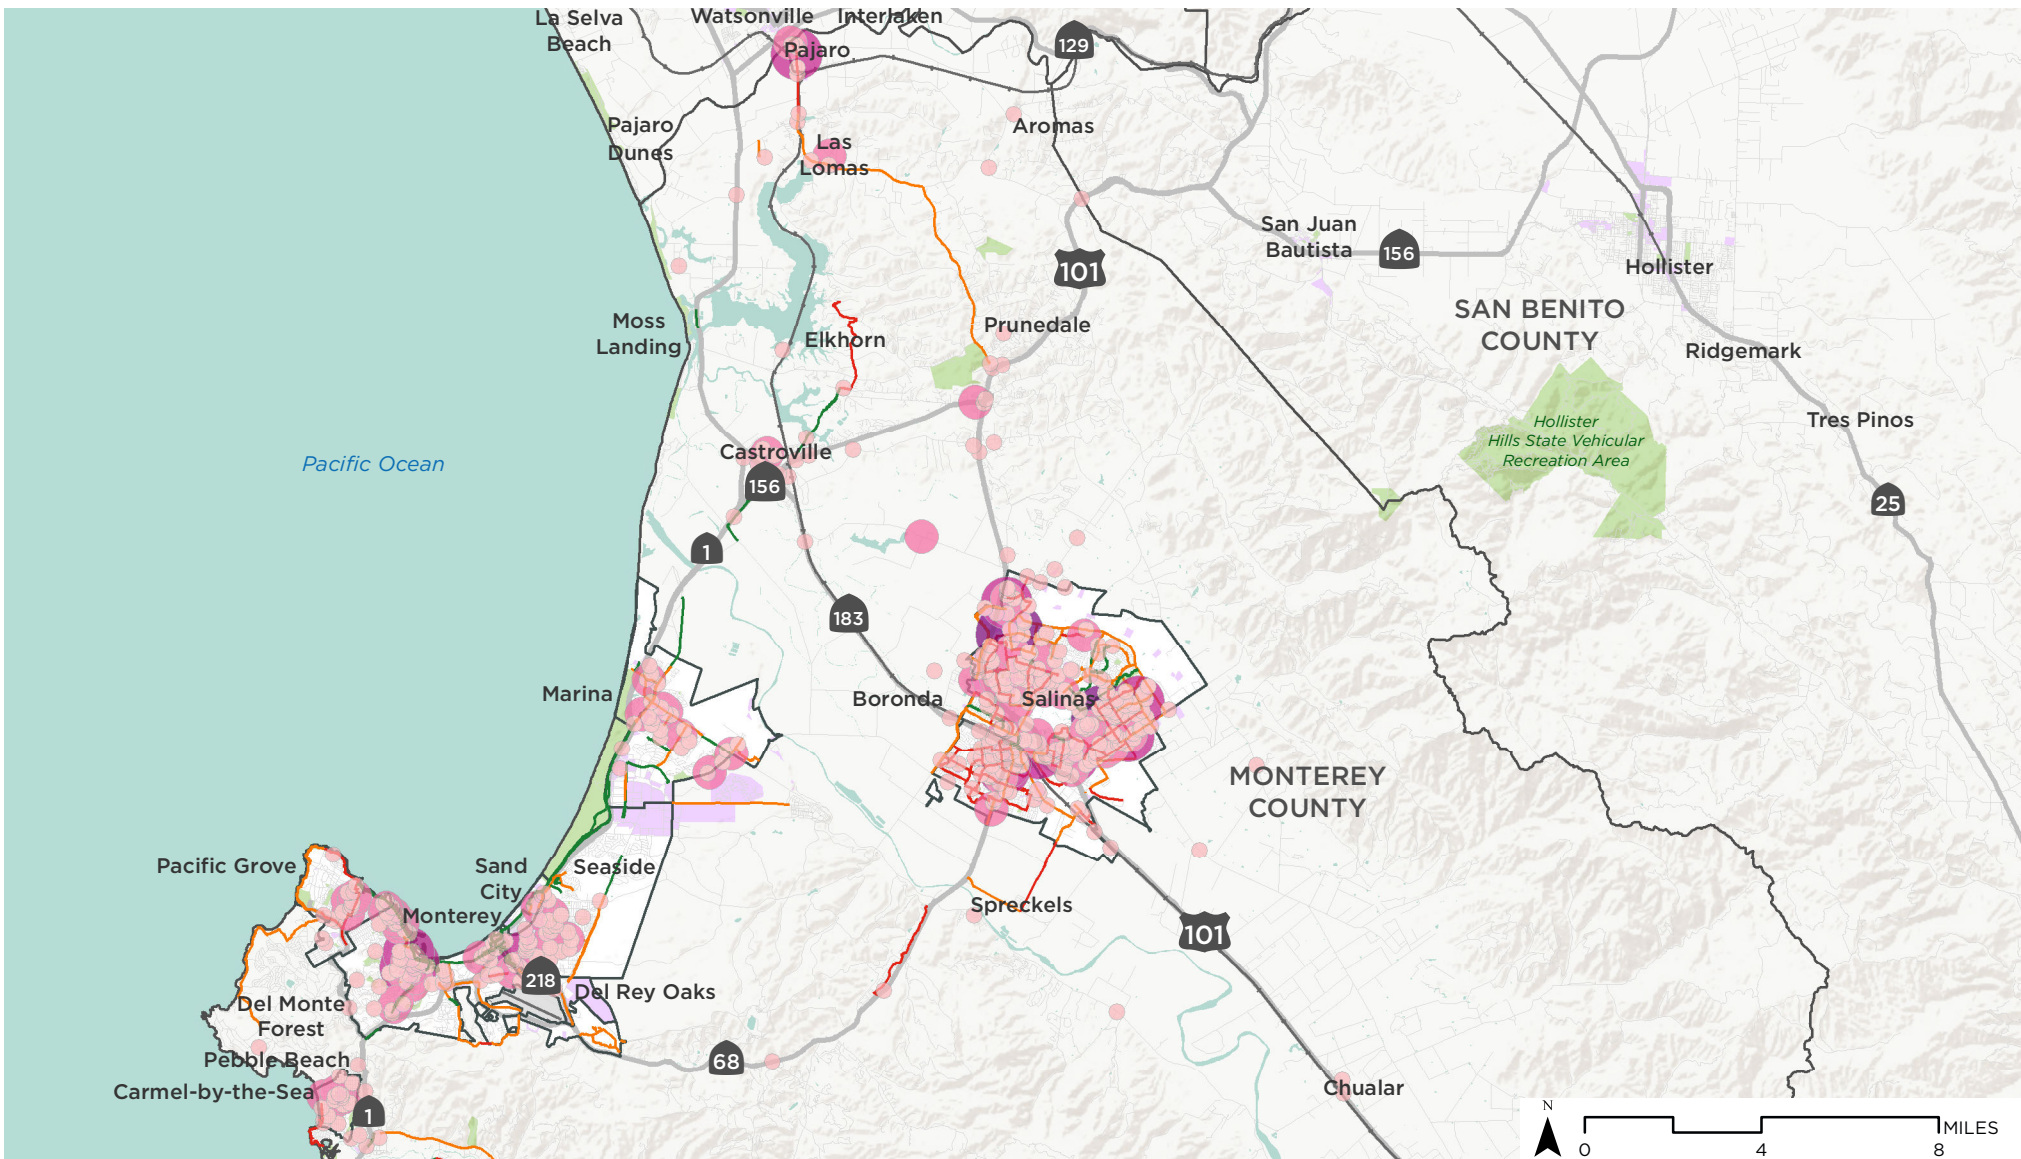 La Selva
Beach
Watsonville
Interlaken
Pajaro
129
Pajaro
Dunes
Las
Lomas
Aromas
San Juan
Bautista
156
101
Hollister
SAN BENITO
COUNTY
Moss
Landing
Elkhorn
Prunedale
Ridgemark
Hollister
Hills State Vehicular
Recreation Area
Tres Pinos
Pacific Ocean
Castroville
156
25
1
183
Marina
Boronda
Salinas
MONTEREY
COUNTY
Pacific Grove
Sand
City
Seaside
Monterey
Spreckels
101
218
Del Rey Oaks
Del Monte
Forest
Pebble Beach
68
Carmel-by-the-Sea
1
Chualar
N
MILES
0
4
8